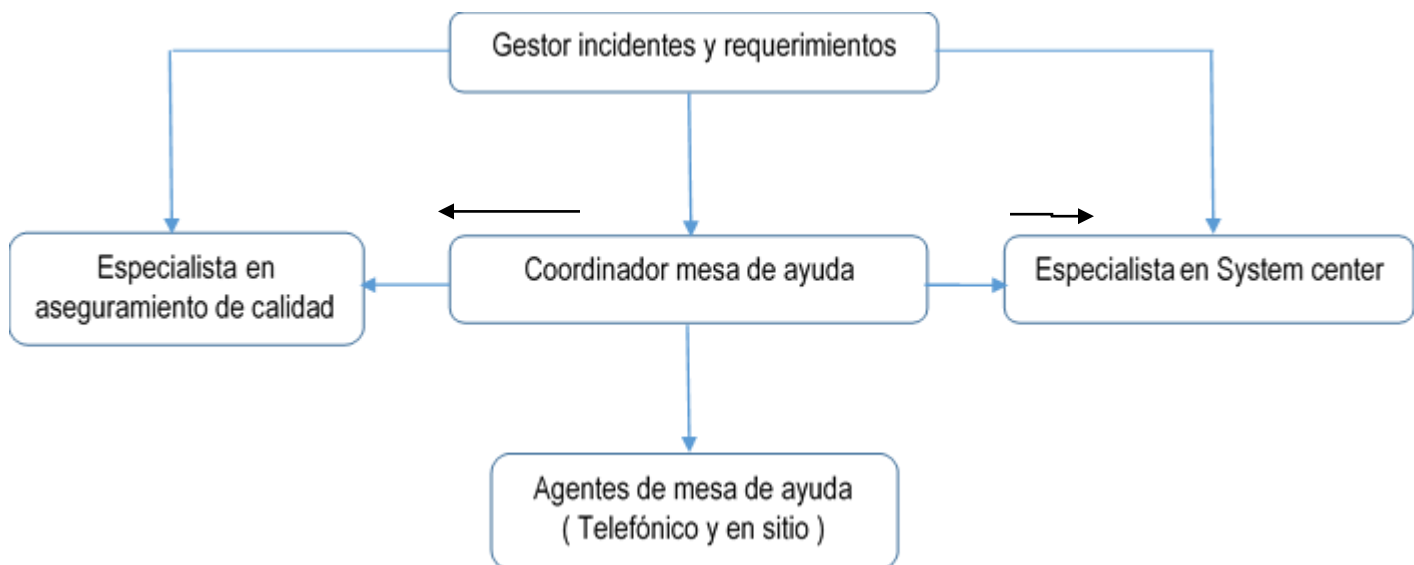 Gestor incidentes y requerimientos
Especialista en
aseguramiento de calidad
Coordinador mesa de ayuda
Especialista en System center
Agentes de mesa de ayuda
( Telefónico y en sitio )